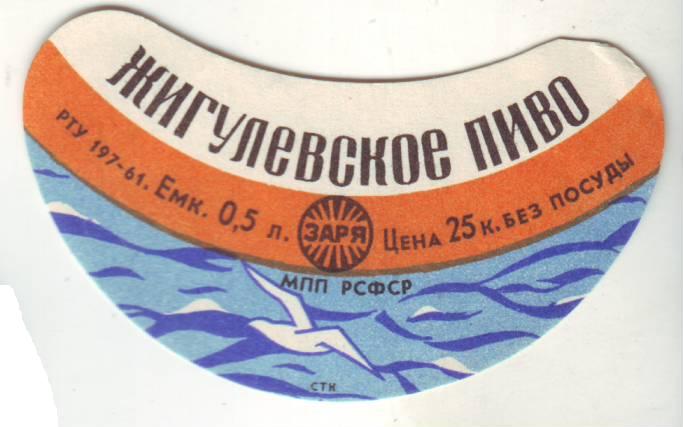 ЖИГУЛЕВСКОЕ ПИВО
РТУ 197-61. Емк. 0,5 л. ЗАРЯ ЦЕНА 25 К. БЕЗ ПОСУДЫ
МПП РСФСР
СТК